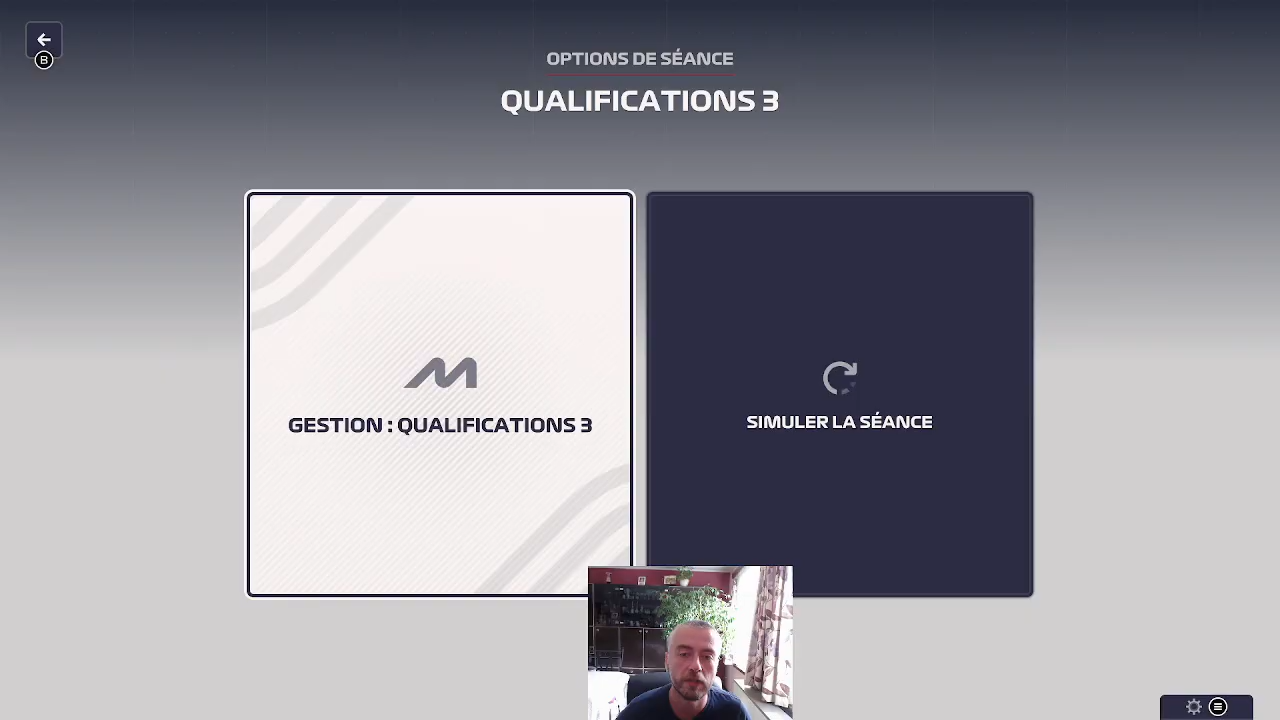 B
OPTIONS DE SÉANCE
QUALIFICATIONS 3
GESTION : QUALIFICATIONS 3
SIMULER LA SÉANCE